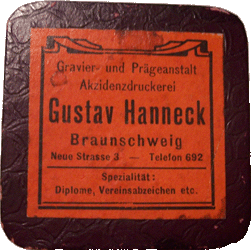 Gravier- und Prägeanstalt
Akzidenzdruckerei
Gustav Hanneck
Braunschweig
Neue Strasse 3 — Telefon 692
Spezialität:
Diplome, Vereinsabzeichen etc.